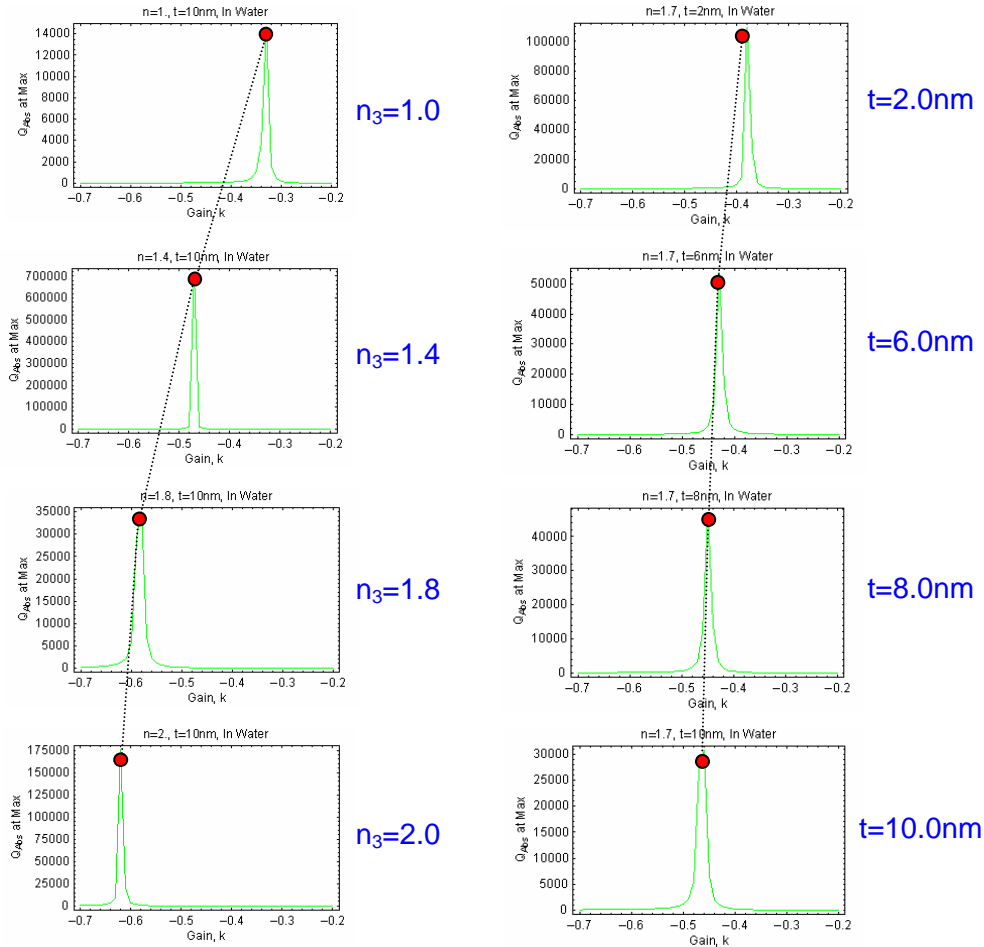 n=1., t=10nm, In Water
14000
12000
10000
8000
6000
4000
2000
0
Q_Abs at Max
−0.7 −0.6 −0.5 −0.4 −0.3 −0.2
Gain, k
n₃=1.0
n=1.4, t=10nm, In Water
700000
600000
500000
400000
300000
200000
100000
0
Q_Abs at Max
−0.7 −0.6 −0.5 −0.4 −0.3 −0.2
Gain, k
n₃=1.4
n=1.8, t=10nm, In Water
35000
30000
25000
20000
15000
10000
5000
0
Q_Abs at Max
−0.7 −0.6 −0.5 −0.4 −0.3 −0.2
Gain, k
n₃=1.8
n=2., t=10nm, In Water
175000
150000
125000
100000
75000
50000
25000
0
Q_Abs at Max
−0.7 −0.6 −0.5 −0.4 −0.3 −0.2
Gain, k
n₃=2.0
n=1.7, t=2nm, In Water
100000
80000
60000
40000
20000
0
Q_Abs at Max
−0.7 −0.6 −0.5 −0.4 −0.3 −0.2
Gain, k
t=2.0nm
n=1.7, t=6nm, In Water
50000
40000
30000
20000
10000
0
Q_Abs at Max
−0.7 −0.6 −0.5 −0.4 −0.3 −0.2
Gain, k
t=6.0nm
n=1.7, t=8nm, In Water
40000
30000
20000
10000
0
Q_Abs at Max
−0.7 −0.6 −0.5 −0.4 −0.3 −0.2
Gain, k
t=8.0nm
n=1.7, t=10nm, In Water
30000
25000
20000
15000
10000
5000
0
Q_Abs at Max
−0.7 −0.6 −0.5 −0.4 −0.3 −0.2
Gain, k
t=10.0nm